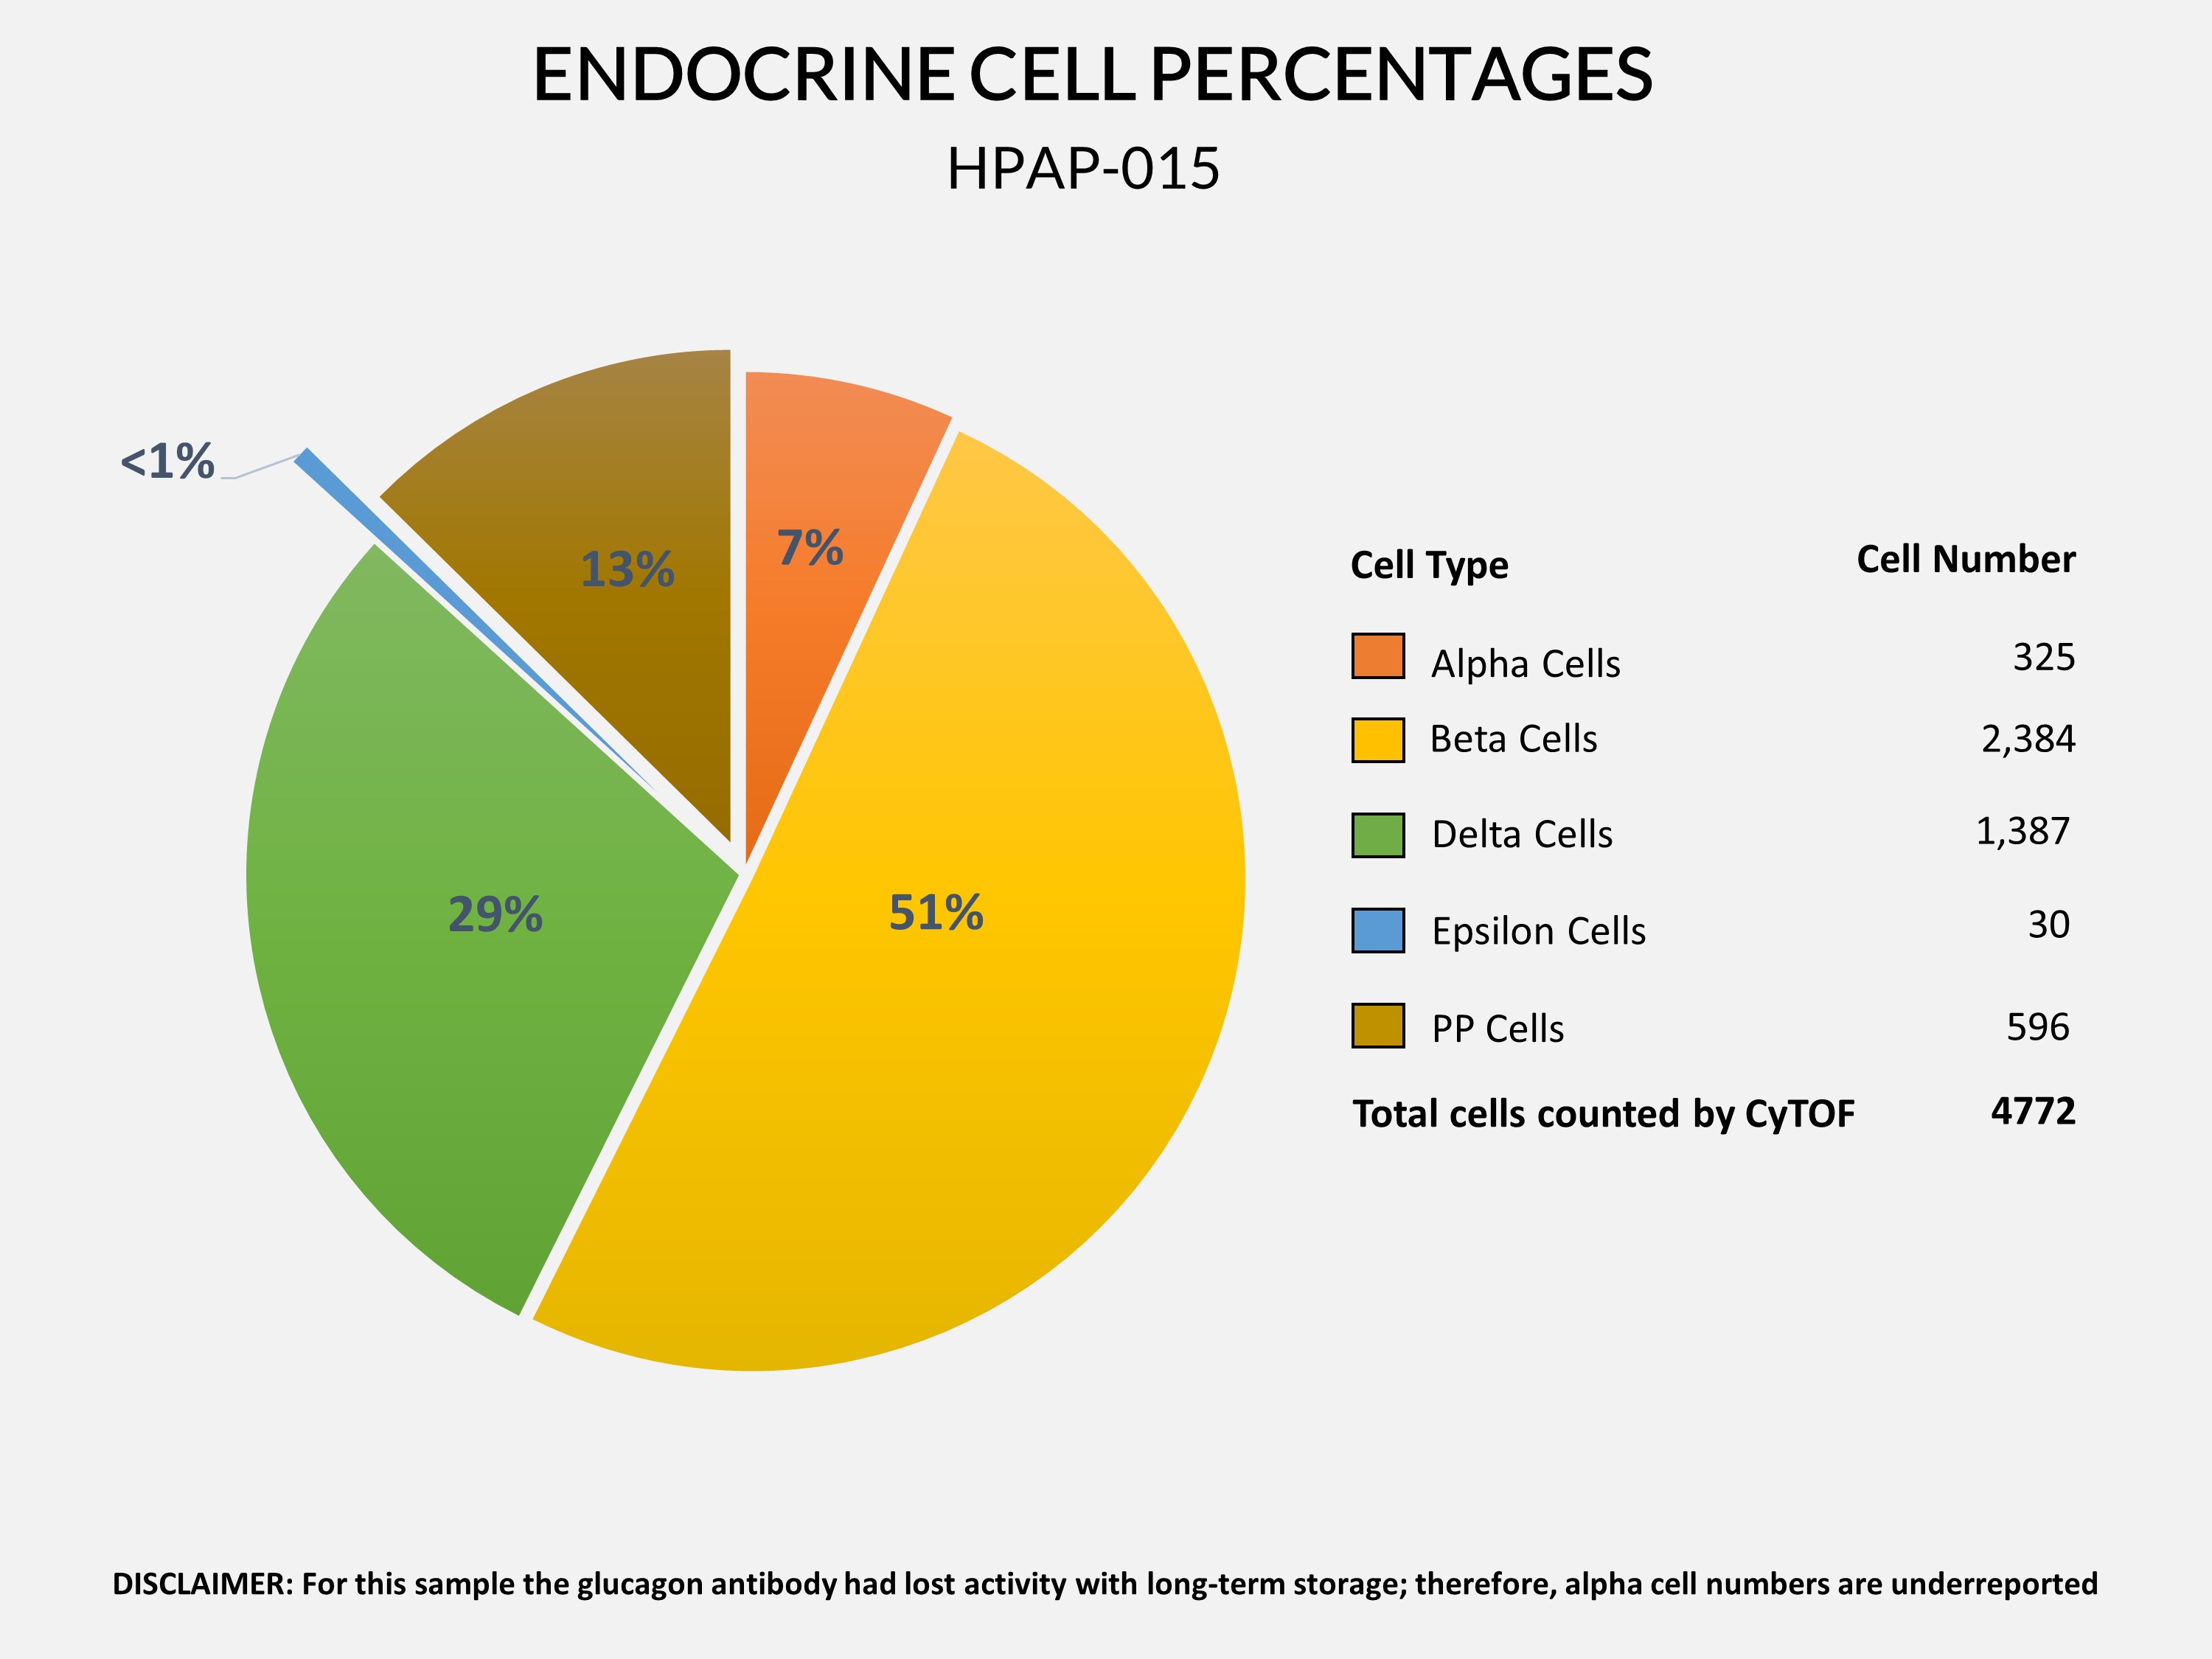 ENDOCRINE CELL PERCENTAGES
HPAP-015
<1%
13%
7%
29%
51%
Cell Type Cell Number
Alpha Cells 325
Beta Cells 2,384
Delta Cells 1,387
Epsilon Cells 30
PP Cells 596
Total cells counted by CyTOF 4772
DISCLAIMER: For this sample the glucagon antibody had lost activity with long-term storage; therefore, alpha cell numbers are underreported